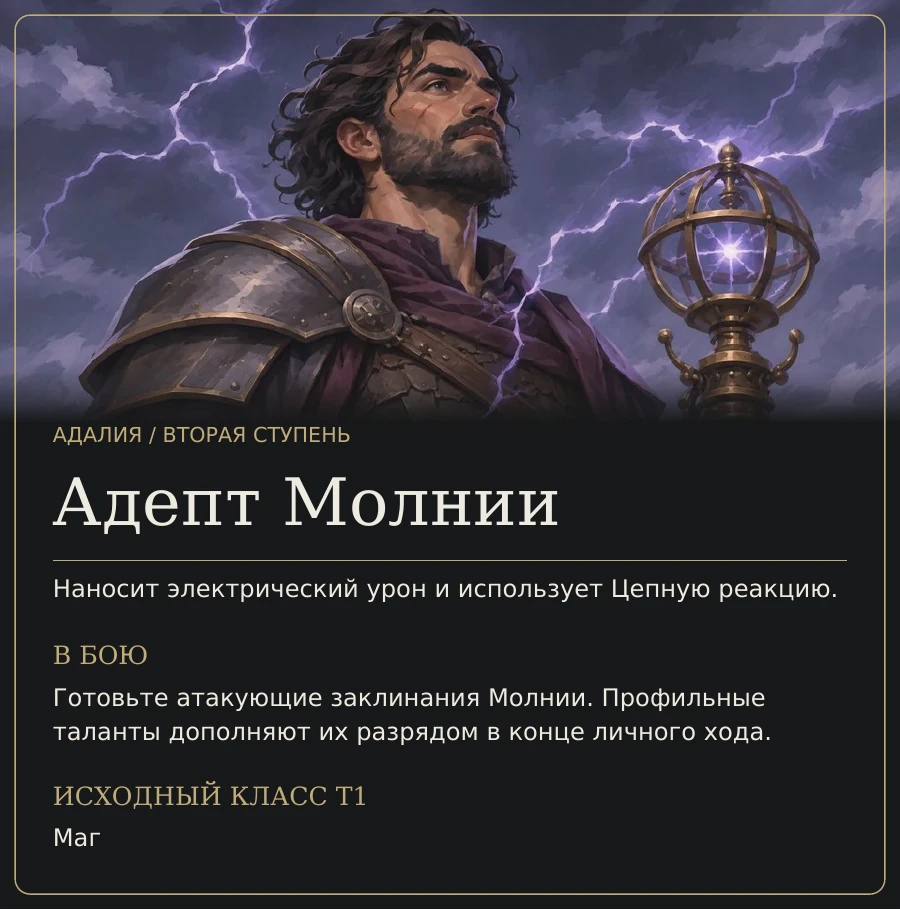 АДАЛИЯ / ВТОРАЯ СТУПЕНЬ
Адепт Молнии
Наносит электрический урон и использует Цепную реакцию.
В БОЮ
Готовьте атакующие заклинания Молнии. Профильные
таланты дополняют их разрядом в конце личного хода.
ИСХОДНЫЙ КЛАСС Т1
Маг